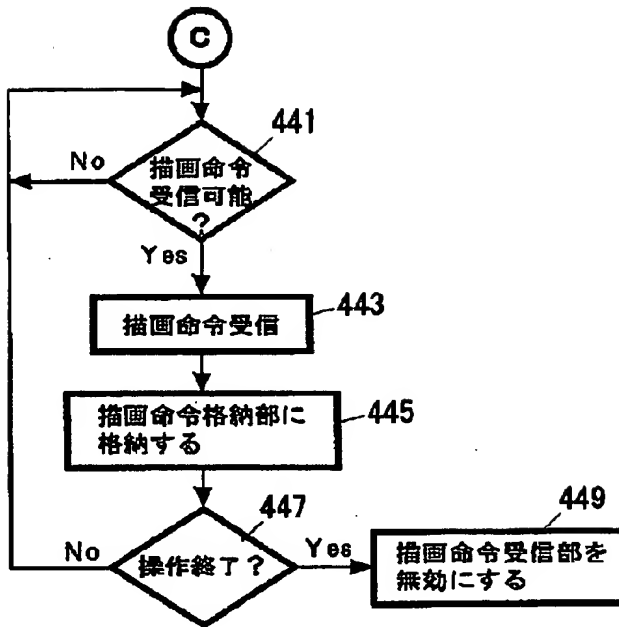 C
441
No
描画命令
受信可能
?
Yes
描画命令受信
443
描画命令格納部に
格納する
445
447
449
No
操作終了?
Yes
描画命令受信部を
無効にする